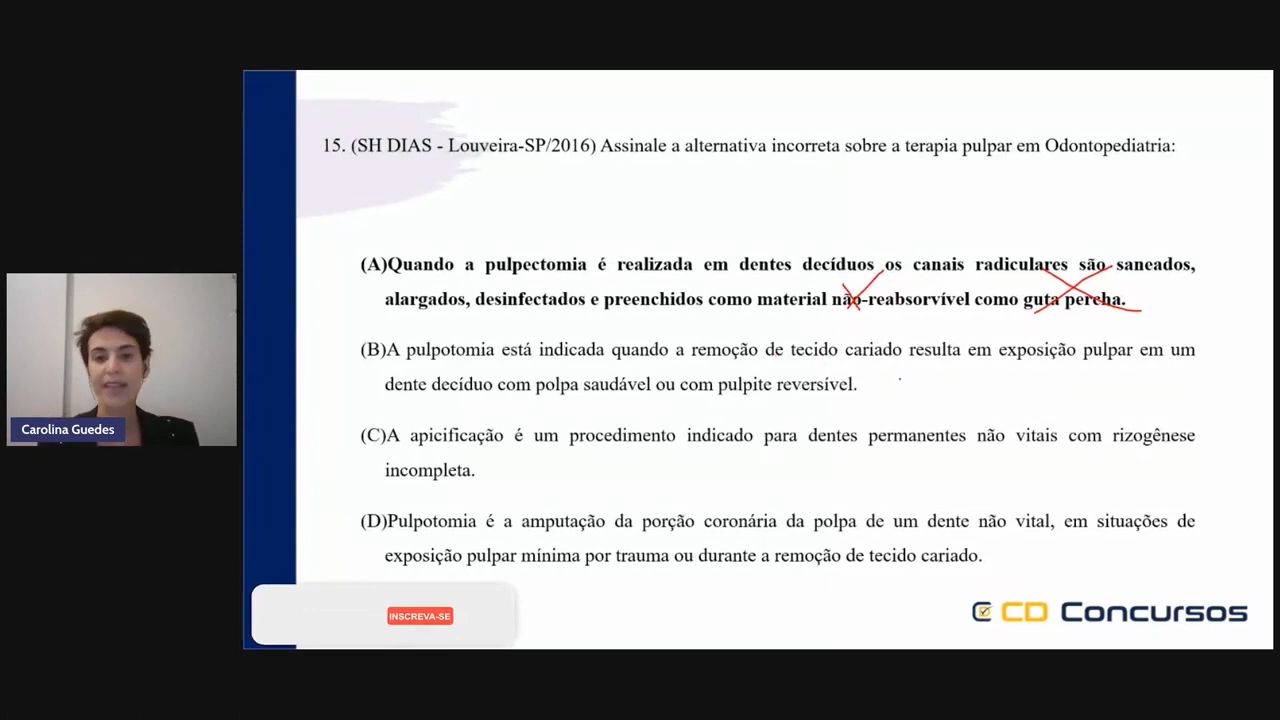 15. (SH DIAS - Louveira-SP/2016) Assinale a alternativa incorreta sobre a terapia pulpar em Odontopediatria:
(A)Quando a pulpectomia é realizada em dentes decíduos os canais radiculares são saneados,
alargados, desinfectados e preenchidos como material não-reabsorvível como guta percha.
(B)A pulpotomia está indicada quando a remoção de tecido cariado resulta em exposição pulpar em um
dente decíduo com polpa saudável ou com pulpite reversível.
(C)A apicificação é um procedimento indicado para dentes permanentes não vitais com rizogênese
incompleta.
(D)Pulpotomia é a amputação da porção coronária da polpa de um dente não vital, em situações de
exposição pulpar mínima por trauma ou durante a remoção de tecido cariado.
Carolina Guedes
INSCREVA-SE
CD Concursos